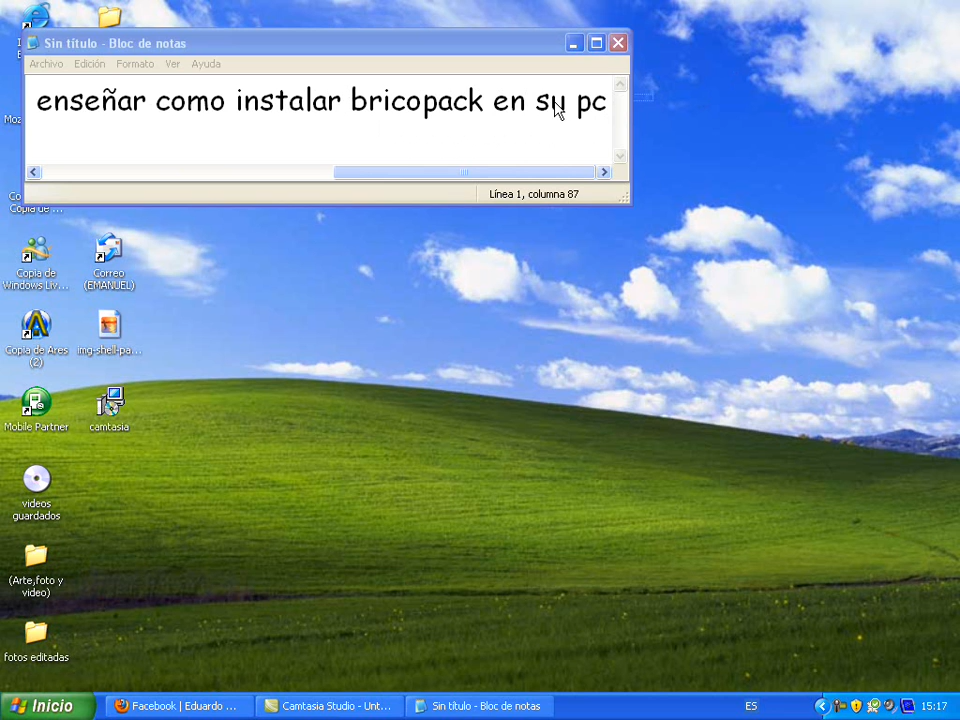 Sin título - Bloc de notas
Archivo Edición Formato Ver Ayuda
enseñar como instalar bricopack en su pc
Línea 1, columna 87
Copia de ...
Copia de
Windows Liv...
Correo
(EMANUEL)
Copia de Ares
(2)
img-shell-pa...
Mobile Partner
camtasia
videos
guardados
(Arte,foto y
video)
fotos editadas
Inicio
Facebook | Eduardo ...
Camtasia Studio - Unt...
Sin título - Bloc de notas
ES
15:17